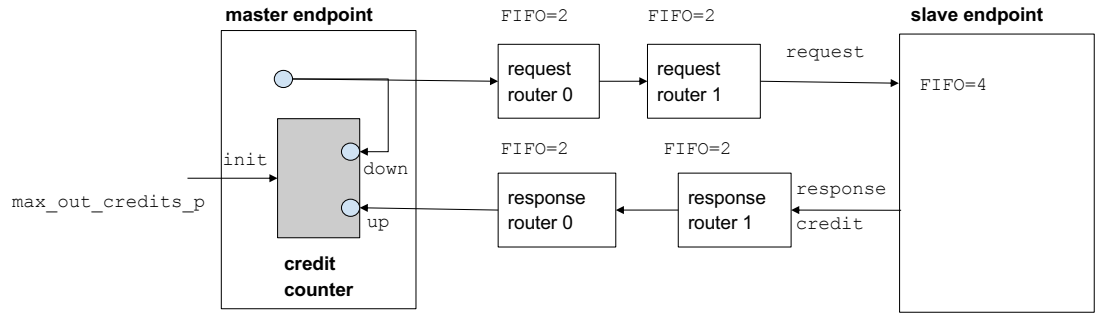 master endpoint
FIFO=2
FIFO=2
slave endpoint
request
router 0
request
router 1
request
FIFO=4
init
down
max_out_credits_p
up
credit
counter
FIFO=2
FIFO=2
response
router 0
response
router 1
response
credit